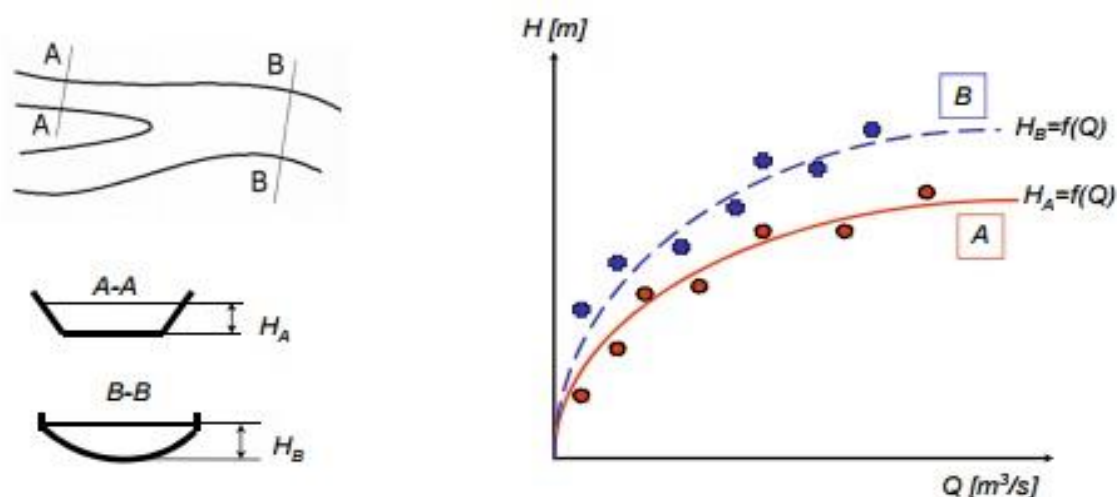 A
A
B
B
A-A
H_A
B-B
H_B
H [m]
B
H_B=f(Q)
H_A=f(Q)
A
Q [m³/s]